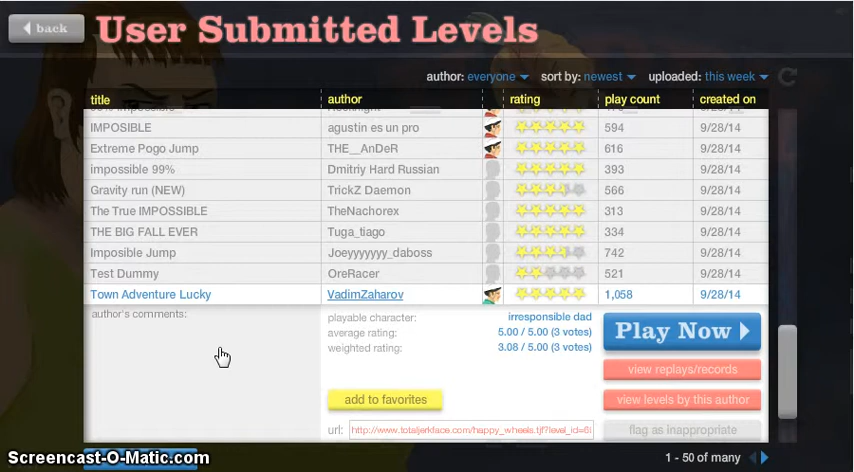 back
User Submitted Levels
author: everyone sort by: newest uploaded: this week
title author rating play count created on
IMPOSIBLE agustin es un pro 594 9/28/14
Extreme Pogo Jump THE__AnDeR 616 9/28/14
impossible 99% Dmitriy Hard Russian 393 9/28/14
Gravity run (NEW) TrickZ Daemon 566 9/28/14
The True IMPOSSIBLE TheNachorex 313 9/28/14
THE BIG FALL EVER Tuga_tiago 334 9/28/14
Imposible Jump Joeyyyyyyy_daboss 742 9/28/14
Test Dummy OreRacer 521 9/28/14
Town Adventure Lucky VadimZaharov 1,058 9/28/14
author's comments: playable character: irresponsible dad Play Now
average rating: 5.00 / 5.00 (3 votes)
weighted rating: 3.08 / 5.00 (3 votes)
view replays/records
add to favorites view levels by this author
url: http://www.totaljerkface.com/happy_wheels.tjf?level_id=6 flag as inappropriate
Screencast-O-Matic.com 1 - 50 of many